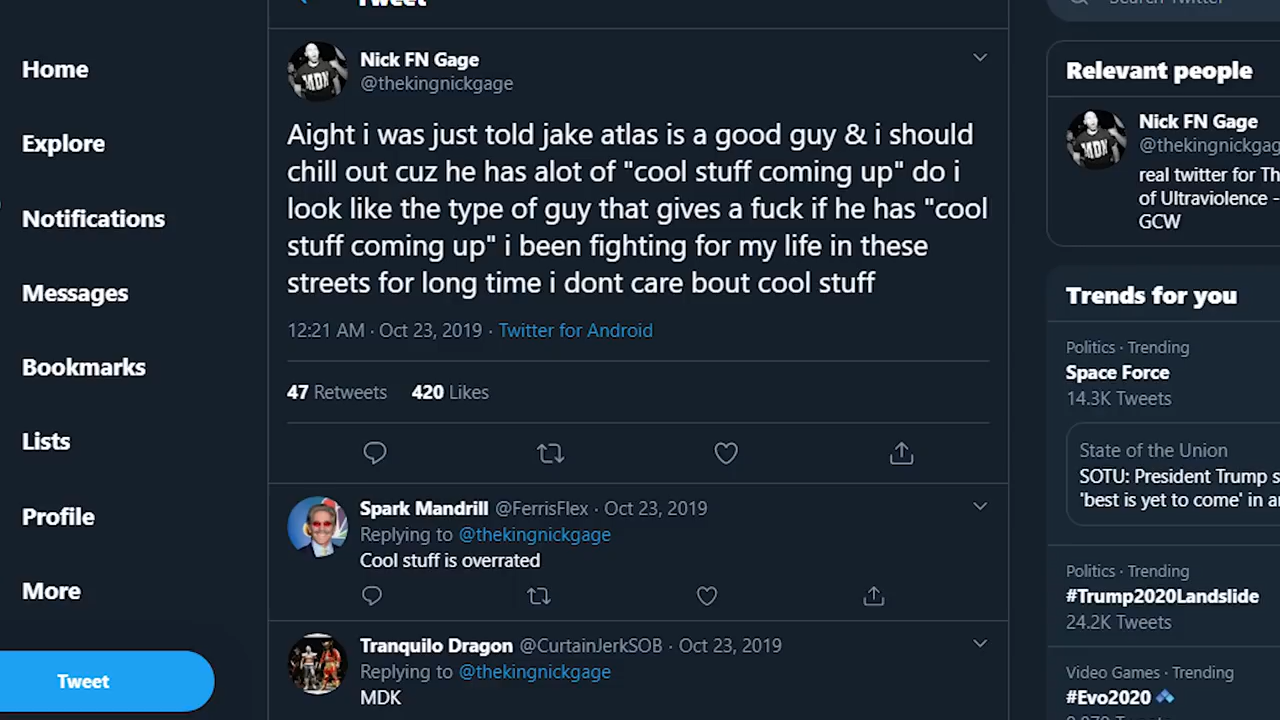 Tweet
Search Twitter
Home
Explore
Notifications
Messages
Bookmarks
Lists
Profile
More
Tweet
Nick FN Gage
@thekingnickgage
Aight i was just told jake atlas is a good guy & i should
chill out cuz he has alot of "cool stuff coming up" do i
look like the type of guy that gives a fuck if he has "cool
stuff coming up" i been fighting for my life in these
streets for long time i dont care bout cool stuff
12:21 AM · Oct 23, 2019 · Twitter for Android
47 Retweets 420 Likes
Spark Mandrill @FerrisFlex · Oct 23, 2019
Replying to @thekingnickgage
Cool stuff is overrated
Tranquilo Dragon @CurtainJerkSOB · Oct 23, 2019
Replying to @thekingnickgage
MDK
Relevant people
Nick FN Gage
@thekingnickgag
real twitter for Th
of Ultraviolence -
GCW
Trends for you
Politics · Trending
Space Force
14.3K Tweets
State of the Union
SOTU: President Trump s
'best is yet to come' in a
Politics · Trending
#Trump2020Landslide
24.2K Tweets
Video Games · Trending
#Evo2020